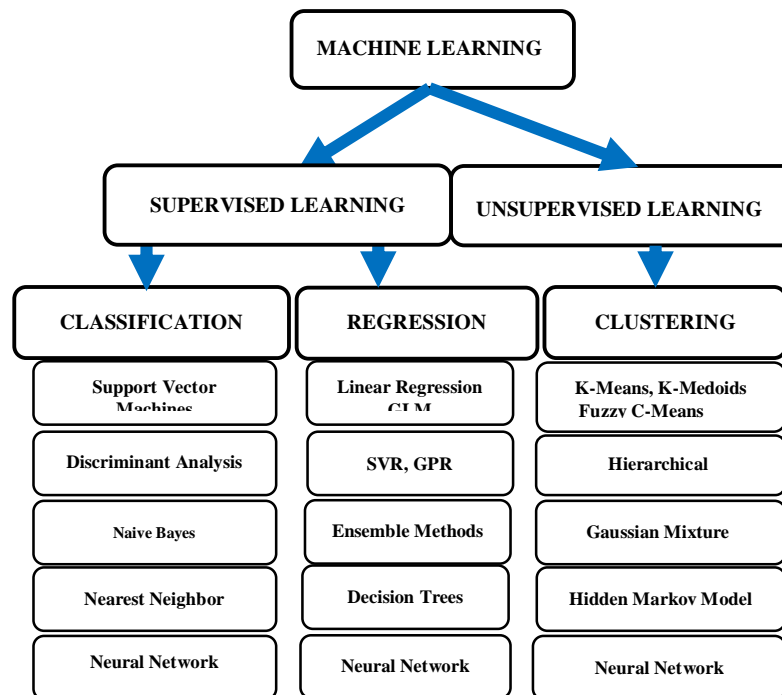 MACHINE LEARNING
SUPERVISED LEARNING
UNSUPERVISED LEARNING
CLASSIFICATION
REGRESSION
CLUSTERING
Support Vector
Machines
Linear Regression
GLM
K-Means, K-Medoids
Fuzzy C-Means
Discriminant Analysis
SVR, GPR
Hierarchical
Naive Bayes
Ensemble Methods
Gaussian Mixture
Nearest Neighbor
Decision Trees
Hidden Markov Model
Neural Network
Neural Network
Neural Network